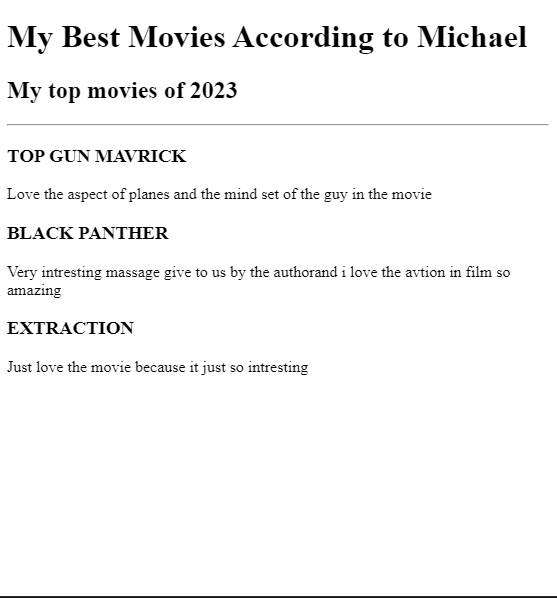 My Best Movies According to Michael
My top movies of 2023
TOP GUN MAVRICK
Love the aspect of planes and the mind set of the guy in the movie
BLACK PANTHER
Very intresting massage give to us by the authorand i love the avtion in film so
amazing
EXTRACTION
Just love the movie because it just so intresting